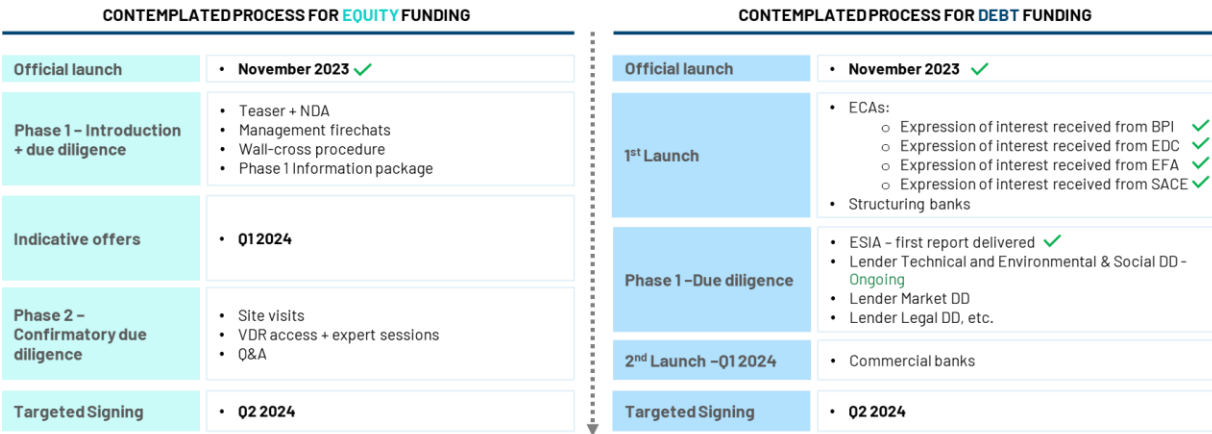 CONTEMPLATED PROCESS FOR EQUITY FUNDING
Official launch
• November 2023 ✓
Phase 1 – Introduction
+ due diligence
• Teaser + NDA
• Management firechats
• Wall-cross procedure
• Phase 1 Information package
Indicative offers
• Q1 2024
Phase 2 –
Confirmatory due
diligence
• Site visits
• VDR access + expert sessions
• Q&A
Targeted Signing
• Q2 2024
CONTEMPLATED PROCESS FOR DEBT FUNDING
Official launch
• November 2023 ✓
1st Launch
• ECAs:
o Expression of interest received from BPI ✓
o Expression of interest received from EDC ✓
o Expression of interest received from EFA ✓
o Expression of interest received from SACE ✓
• Structuring banks
Phase 1 –Due diligence
• ESIA – first report delivered ✓
• Lender Technical and Environmental & Social DD -
Ongoing
• Lender Market DD
• Lender Legal DD, etc.
2nd Launch –Q1 2024
• Commercial banks
Targeted Signing
• Q2 2024